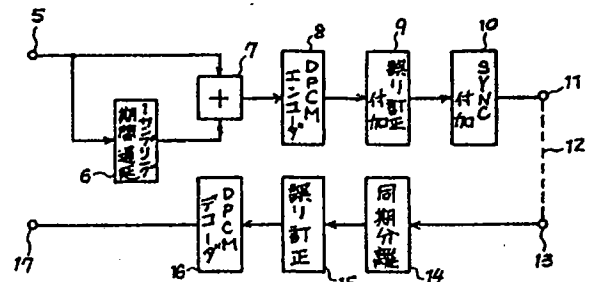 5
7
8
9
10
DPCM
エンコーダ
誤り訂正
付加
SYNC
付加
11
+
1サンプリング
期間遅延
6
12
DPCM
デコーダ
誤り訂正
同期分離
17
16
15
14
13